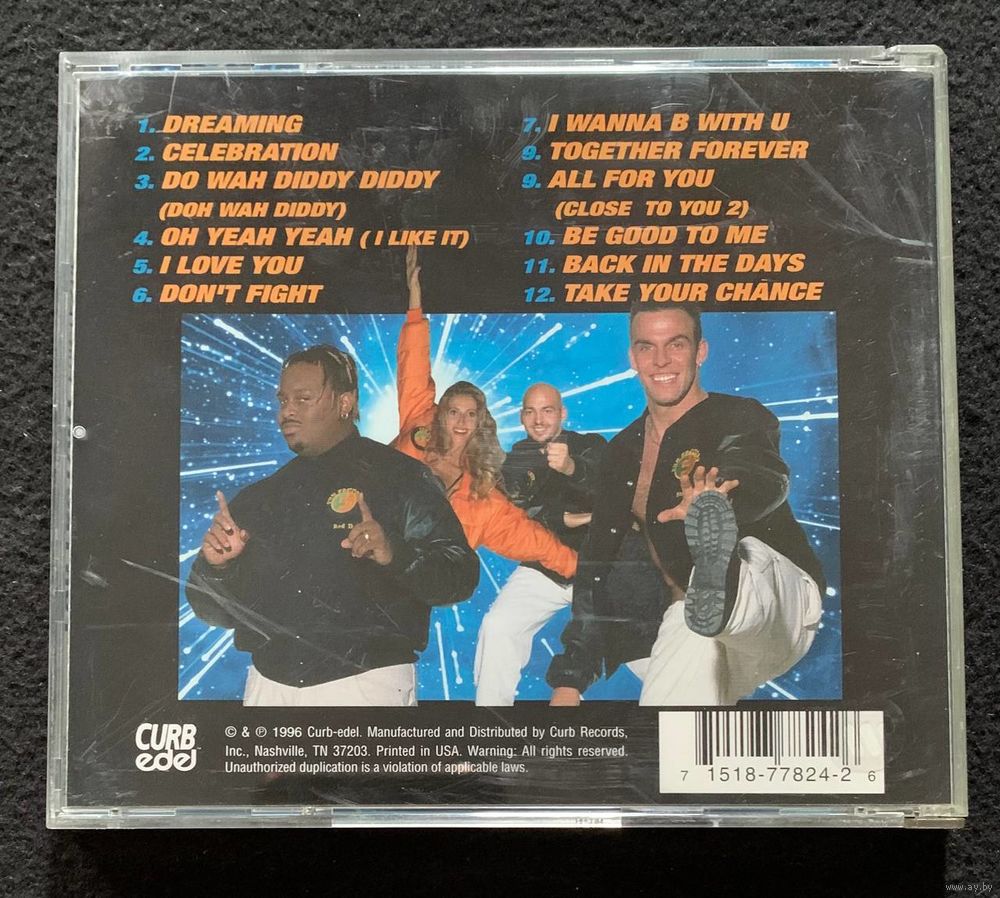 1. DREAMING
2. CELEBRATION
3. DO WAH DIDDY DIDDY
(DOH WAH DIDDY)
4. OH YEAH YEAH ( I LIKE IT)
5. I LOVE YOU
6. DON'T FIGHT
7. I WANNA B WITH U
9. TOGETHER FOREVER
9. ALL FOR YOU
(CLOSE TO YOU 2)
10. BE GOOD TO ME
11. BACK IN THE DAYS
12. TAKE YOUR CHANCE
CURB
edel
© & ℗ 1996 Curb-edel. Manufactured and Distributed by Curb Records,
Inc., Nashville, TN 37203. Printed in USA. Warning: All rights reserved.
Unauthorized duplication is a violation of applicable laws.
7 1518-77824-2 6
www.ay.by